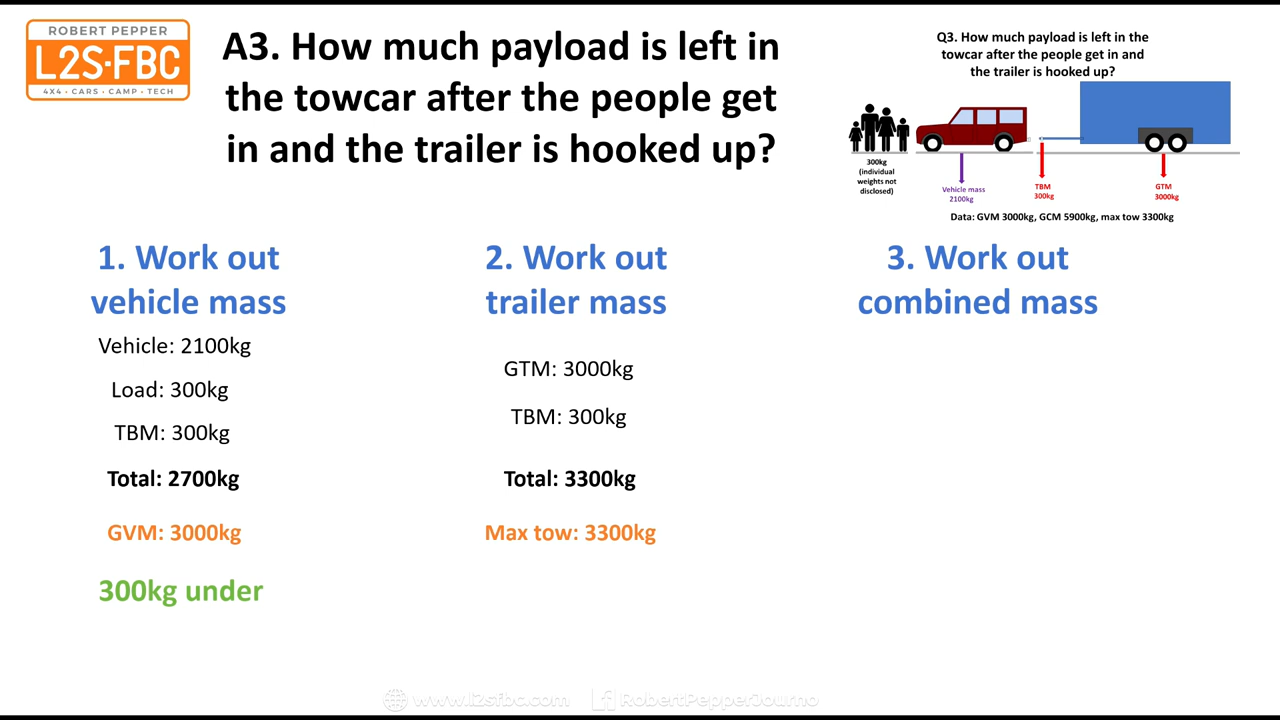 ROBERT PEPPER
L2S·FBC
4X4 • CARS • CAMP • TECH
A3. How much payload is left in
the towcar after the people get
in and the trailer is hooked up?
Q3. How much payload is left in the
towcar after the people get in and
the trailer is hooked up?
300kg
(individual
weights not
disclosed)
Vehicle mass
2100kg
TBM
300kg
GTM
3000kg
Data: GVM 3000kg, GCM 5900kg, max tow 3300kg
1. Work out
vehicle mass
Vehicle: 2100kg
Load: 300kg
TBM: 300kg
Total: 2700kg
GVM: 3000kg
300kg under
2. Work out
trailer mass
GTM: 3000kg
TBM: 300kg
Total: 3300kg
Max tow: 3300kg
3. Work out
combined mass
www.l2sfbc.com
RobertPepperJourno